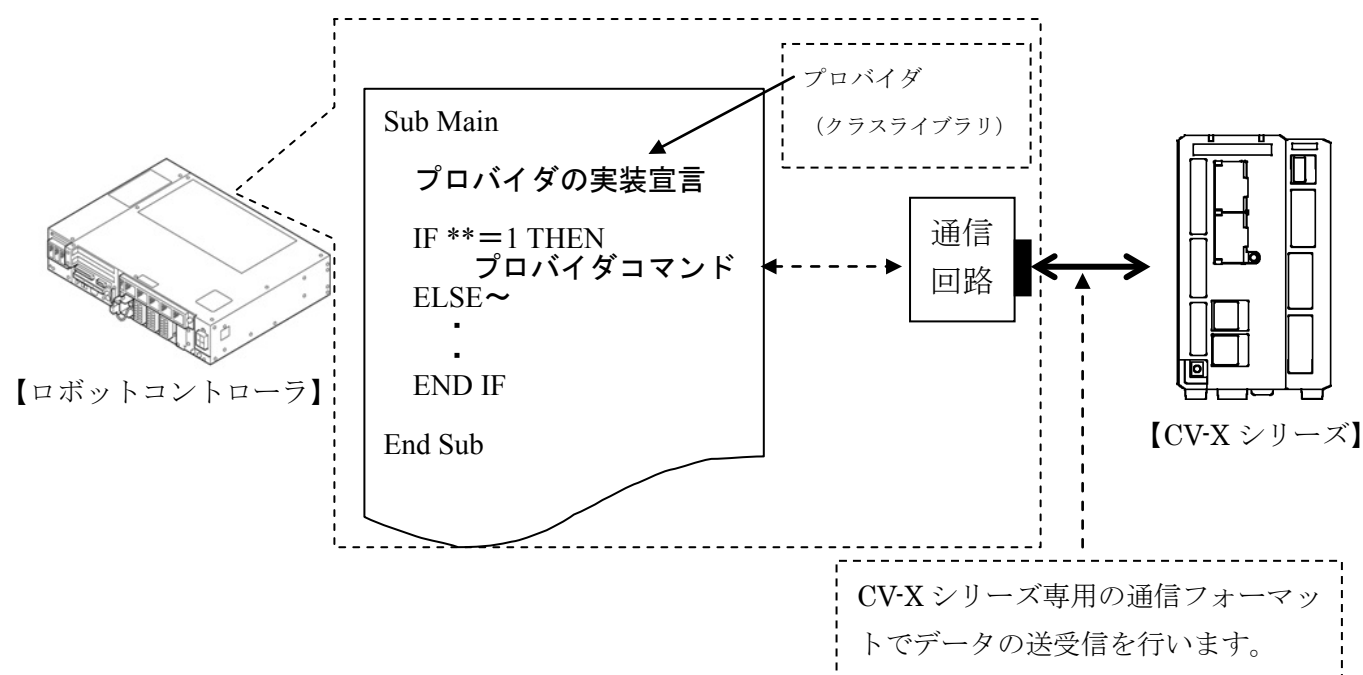 プロバイダ
（クラスライブラリ）
Sub Main
プロバイダの実装宣言
IF **＝1 THEN
プロバイダコマンド
ELSE～
・
・
END IF
End Sub
通信
回路
【ロボットコントローラ】
【CV-X シリーズ】
CV-X シリーズ専用の通信フォーマッ
トでデータの送受信を行います。